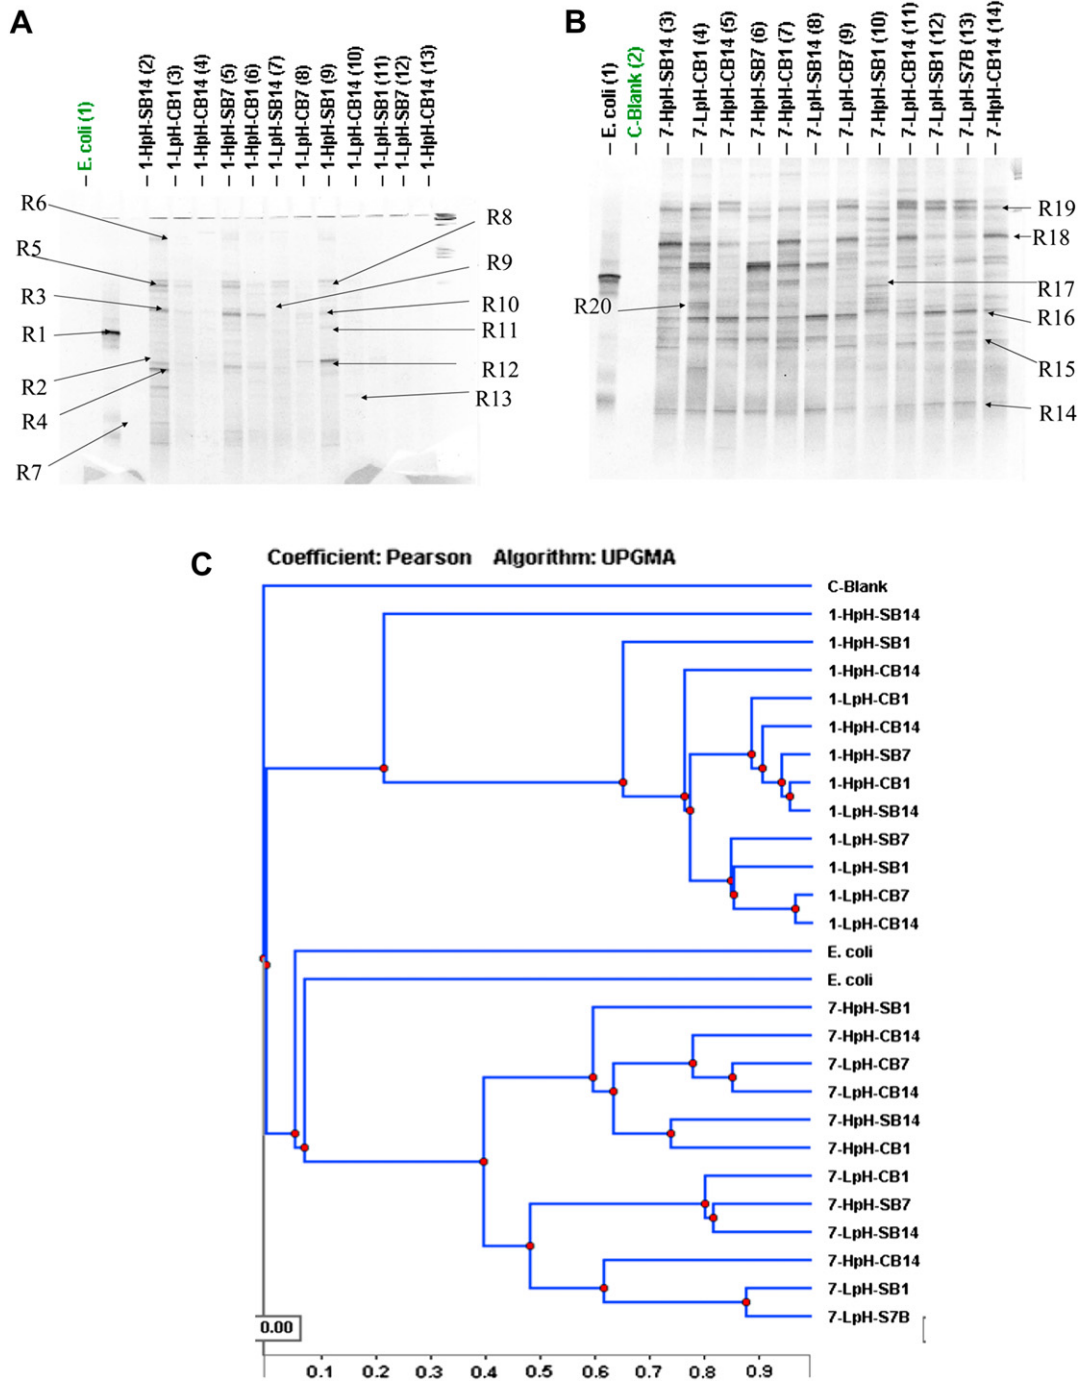 A
E. coli (1)
1-HpH-SB14 (2)
1-LpH-CB1 (3)
1-HpH-CB14 (4)
1-HpH-SB7 (5)
1-HpH-CB1 (6)
1-LpH-SB14 (7)
1-LpH-CB7 (8)
1-HpH-SB1 (9)
1-LpH-CB14 (10)
1-LpH-SB1 (11)
1-LpH-SB7 (12)
1-HpH-CB14 (13)
R6
R5
R3
R1
R2
R4
R7
R8
R9
R10
R11
R12
R13
B
E. coli (1)
C-Blank (2)
7-HpH-SB14 (3)
7-LpH-CB1 (4)
7-HpH-CB14 (5)
7-HpH-SB7 (6)
7-HpH-CB1 (7)
7-LpH-SB14 (8)
7-LpH-CB7 (9)
7-HpH-SB1 (10)
7-LpH-CB14 (11)
7-LpH-SB1 (12)
7-LpH-S7B (13)
7-HpH-CB14 (14)
R20
R19
R18
R17
R16
R15
R14
C
Coefficient: Pearson Algorithm: UPGMA
C-Blank
1-HpH-SB14
1-HpH-SB1
1-HpH-CB14
1-LpH-CB1
1-HpH-CB14
1-HpH-SB7
1-HpH-CB1
1-LpH-SB14
1-LpH-SB7
1-LpH-SB1
1-LpH-CB7
1-LpH-CB14
E. coli
E. coli
7-HpH-SB1
7-HpH-CB14
7-LpH-CB7
7-LpH-CB14
7-HpH-SB14
7-HpH-CB1
7-LpH-CB1
7-HpH-SB7
7-LpH-SB14
7-HpH-CB14
7-LpH-SB1
7-LpH-S7B
0.00
0.1 0.2 0.3 0.4 0.5 0.6 0.7 0.8 0.9